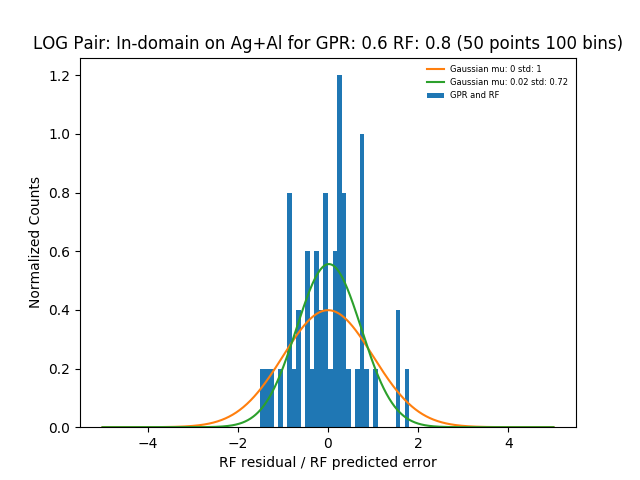 LOG Pair: In-domain on Ag+Al for GPR: 0.6 RF: 0.8 (50 points 100 bins)
Gaussian mu: 0 std: 1
Gaussian mu: 0.02 std: 0.72
GPR and RF
Normalized Counts
1.2
1.0
0.8
0.6
0.4
0.2
0.0
−4
−2
0
2
4
RF residual / RF predicted error